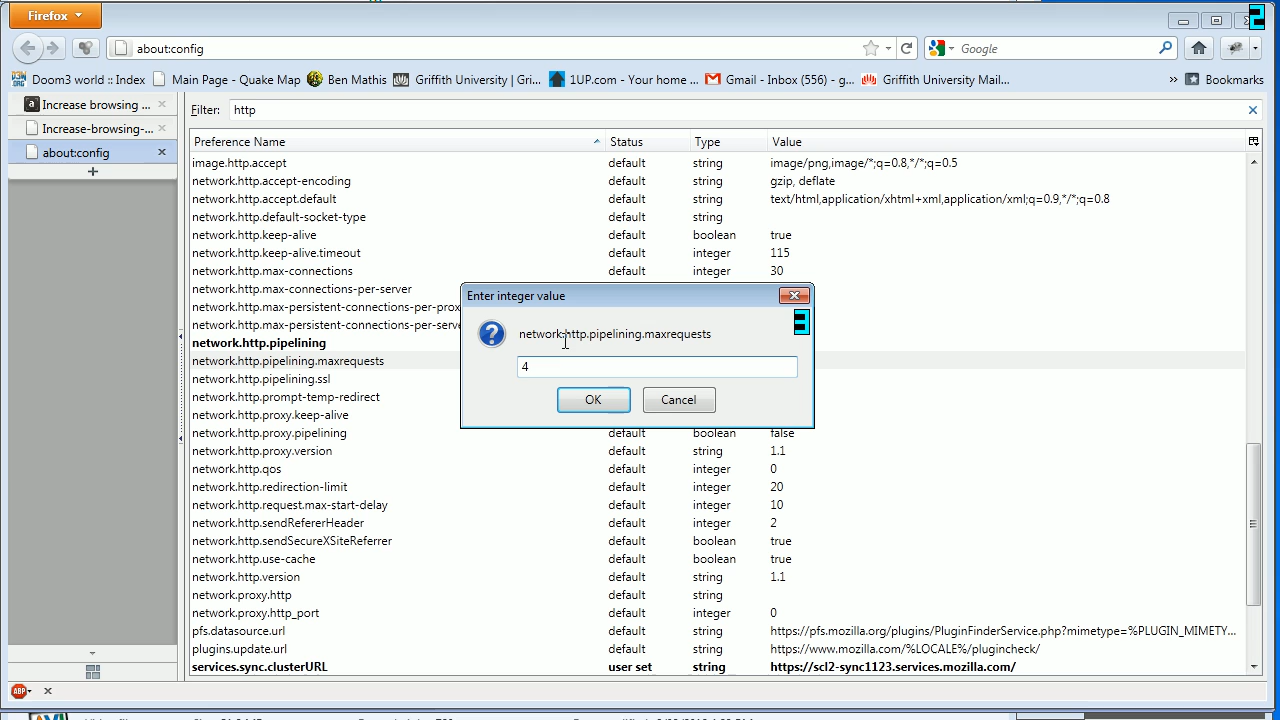 Firefox
2
about:config
Google
Doom3 world :: Index
Main Page - Quake Map
Ben Mathis
Griffith University | Gri...
1UP.com - Your home ...
Gmail - Inbox (556) - g...
Griffith University Mail...
»
Bookmarks
Increase browsing ...
Increase-browsing-...
about:config
Filter: http
Preference Name Status Type Value
image.http.accept default string image/png,image/*;q=0.8,*/*;q=0.5
network.http.accept-encoding default string gzip, deflate
network.http.accept.default default string text/html,application/xhtml+xml,application/xml;q=0.9,*/*;q=0.8
network.http.default-socket-type default string
network.http.keep-alive default boolean true
network.http.keep-alive.timeout default integer 115
network.http.max-connections default integer 30
network.http.max-connections-per-server
network.http.max-persistent-connections-per-prox
network.http.max-persistent-connections-per-serve
network.http.pipelining
network.http.pipelining.maxrequests
network.http.pipelining.ssl
network.http.prompt-temp-redirect
network.http.proxy.keep-alive
network.http.proxy.pipelining default boolean false
network.http.proxy.version default string 1.1
network.http.qos default integer 0
network.http.redirection-limit default integer 20
network.http.request.max-start-delay default integer 10
network.http.sendRefererHeader default integer 2
network.http.sendSecureXSiteReferrer default boolean true
network.http.use-cache default boolean true
network.http.version default string 1.1
network.proxy.http default string
network.proxy.http_port default integer 0
pfs.datasource.url default string https://pfs.mozilla.org/plugins/PluginFinderService.php?mimetype=%PLUGIN_MIMETY...
plugins.update.url default string https://www.mozilla.com/%LOCALE%/plugincheck/
services.sync.clusterURL user set string https://scl2-sync1123.services.mozilla.com/
Enter integer value
network.http.pipelining.maxrequests
4
OK Cancel
ABP